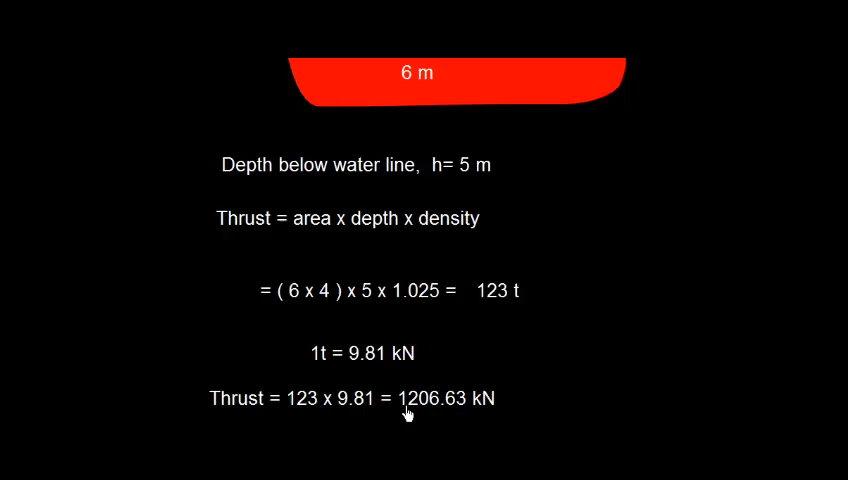 6 m
Depth below water line, h= 5 m
Thrust = area x depth x density
= ( 6 x 4 ) x 5 x 1.025 = 123 t
1t = 9.81 kN
Thrust = 123 x 9.81 = 1206.63 kN